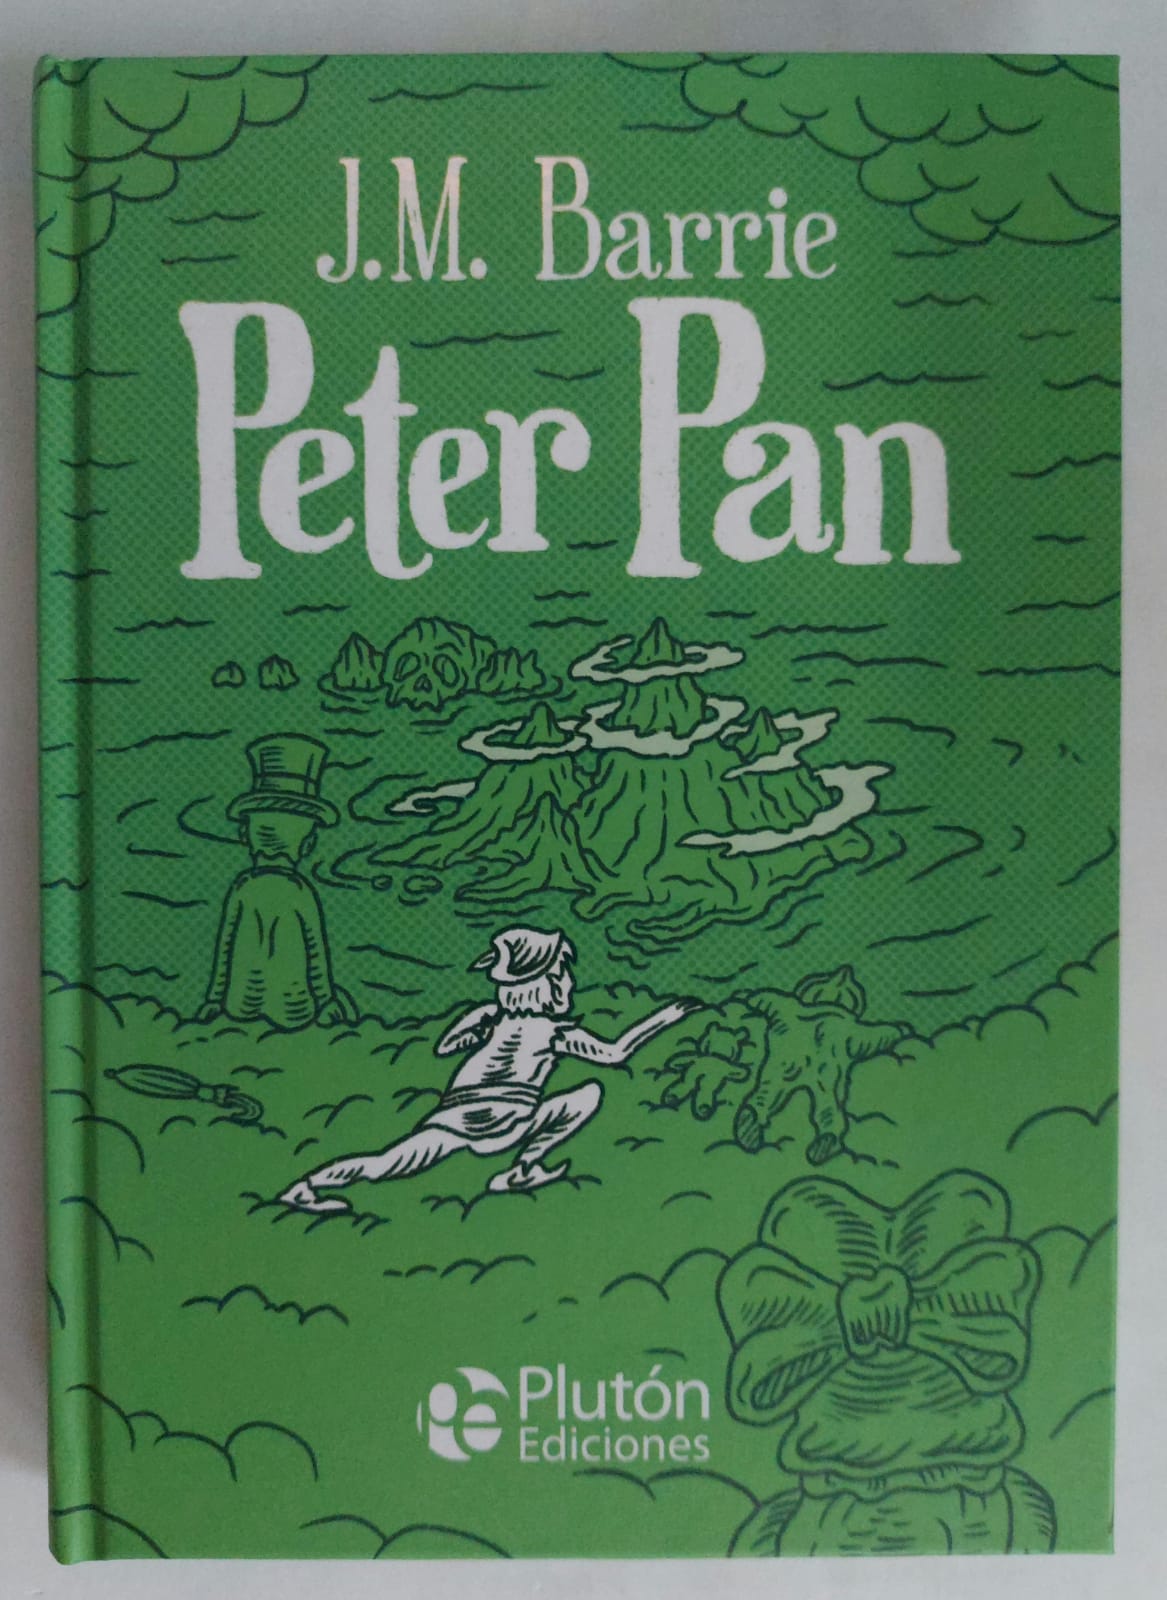 J.M. Barrie
Peter Pan
Plutón
Ediciones